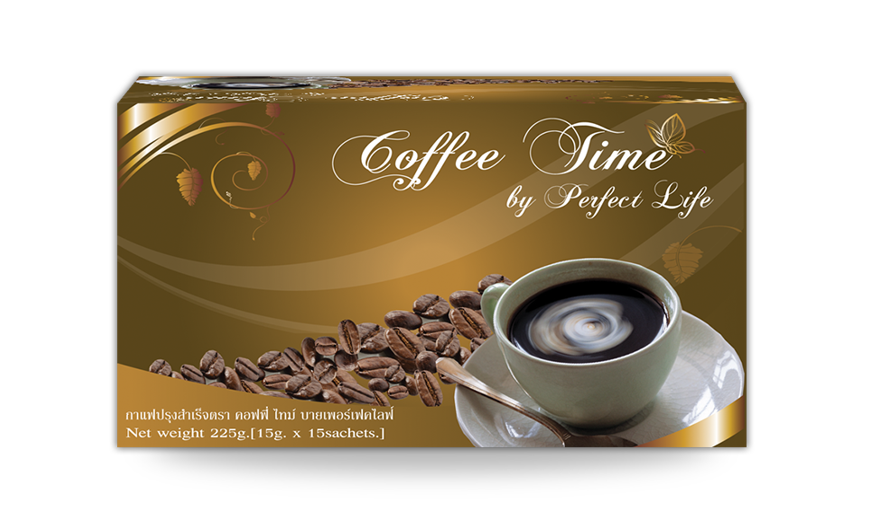 Coffee Time
by Perfect Life
กาแฟปรุงสำเร็จตรา คอฟฟี่ ไทม์ บายเพอร์เฟดไลฟ์
Net weight 225g.[15g. x 15sachets.]